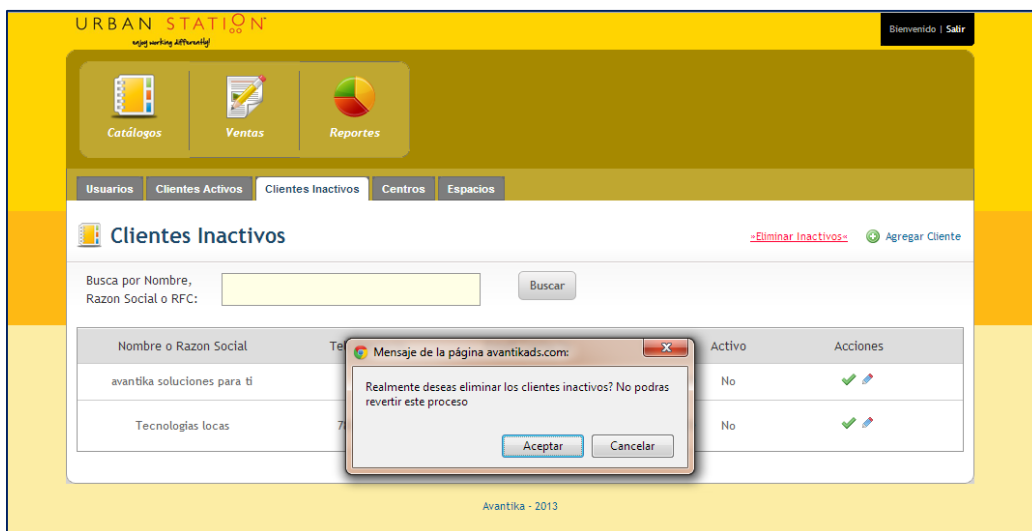 URBAN STATION
enjoy working differently!
Bienvenido | Salir
Catálogos
Ventas
Reportes
Usuarios
Clientes Activos
Clientes Inactivos
Centros
Espacios
Clientes Inactivos
»Eliminar Inactivos«
Agregar Cliente
Busca por Nombre,
Razon Social o RFC:
Buscar
Nombre o Razon Social
Activo
Acciones
Mensaje de la página avantikads.com:
Realmente deseas eliminar los clientes inactivos? No podras
revertir este proceso
Aceptar
Cancelar
avantika soluciones para ti
No
Tecnologias locas
No
Avantika - 2013